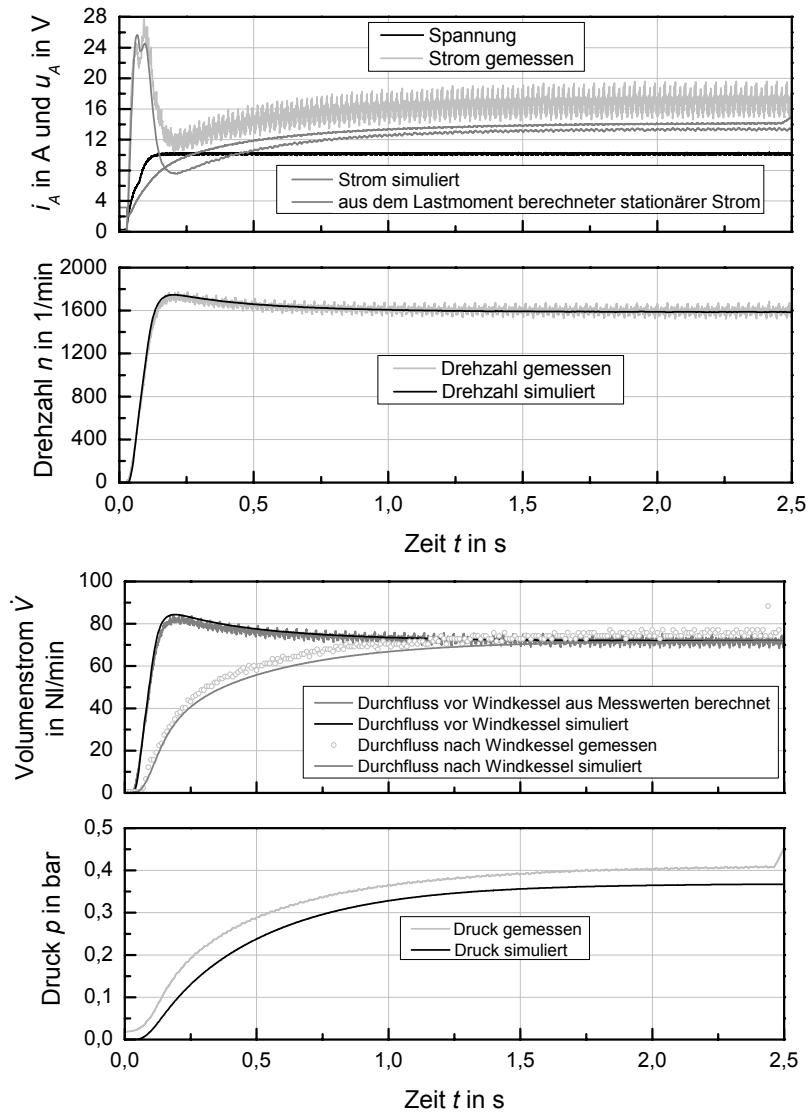 i_A in A und u_A in V
28
24
20
16
12
8
4
0
Spannung
Strom gemessen
Strom simuliert
aus dem Lastmoment berechneter stationärer Strom
Drehzahl n in 1/min
2000
1600
1200
800
400
0
Drehzahl gemessen
Drehzahl simuliert
0,0 0,5 1,0 1,5 2,0 2,5
Zeit t in s
Volumenstrom V̇
in Nl/min
100
80
60
40
20
0
Durchfluss vor Windkessel aus Messwerten berechnet
Durchfluss vor Windkessel simuliert
Durchfluss nach Windkessel gemessen
Durchfluss nach Windkessel simuliert
Druck p in bar
0,5
0,4
0,3
0,2
0,1
0,0
Druck gemessen
Druck simuliert
0,0 0,5 1,0 1,5 2,0 2,5
Zeit t in s